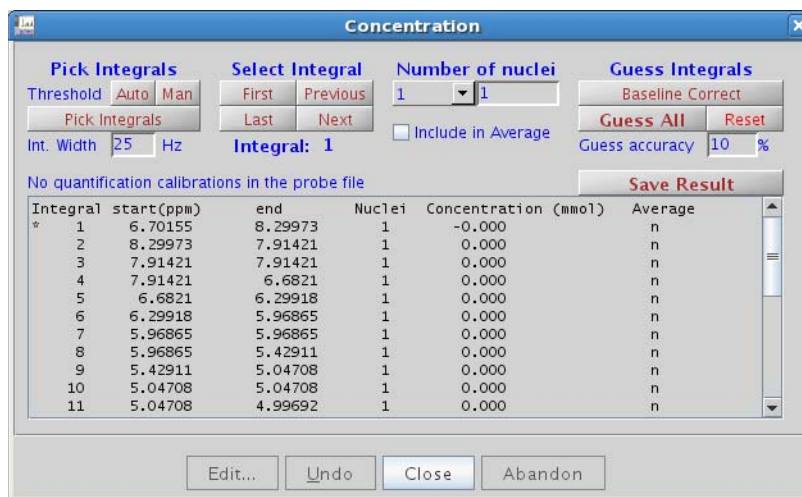 Concentration
Pick Integrals Select Integral Number of nuclei Guess Integrals
Threshold Auto Man First Previous 1 1 Baseline Correct
Pick Integrals Last Next Include in Average Guess All Reset
Int. Width 25 Hz Integral: 1 Guess accuracy 10 %
No quantification calibrations in the probe file Save Result
Integral start(ppm) end Nuclei Concentration (mmol) Average
* 1 6.70155 8.29973 1 -0.000 n
2 8.29973 7.91421 1 0.000 n
3 7.91421 7.91421 1 0.000 n
4 7.91421 6.6821 1 0.000 n
5 6.6821 6.29918 1 0.000 n
6 6.29918 5.96865 1 0.000 n
7 5.96865 5.96865 1 0.000 n
8 5.96865 5.42911 1 0.000 n
9 5.42911 5.04708 1 0.000 n
10 5.04708 5.04708 1 0.000 n
11 5.04708 4.99692 1 0.000 n
Edit... Undo Close Abandon